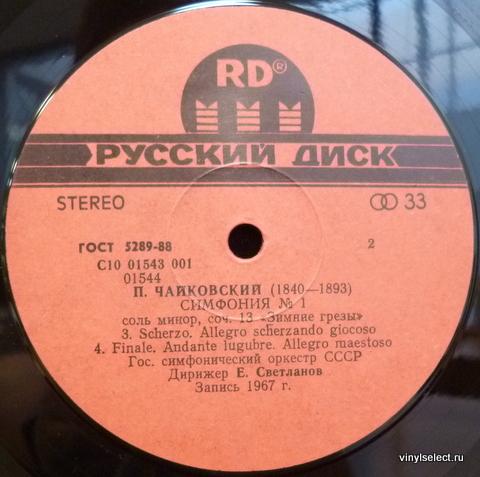 RD®
РУССКИЙ ДИСК
STEREO
33
ГОСТ 5289-88
2
С10 01543 001
01544
П. ЧАЙКОВСКИЙ (1840—1893)
СИМФОНИЯ № 1
соль минор, соч. 13 «Зимние грезы»
3. Scherzo. Allegro scherzando giocoso
4. Finale. Andante lugubre. Allegro maestoso
Гос. симфонический оркестр СССР
Дирижер Е. Светланов
Запись 1967 г.
vinylselect.ru